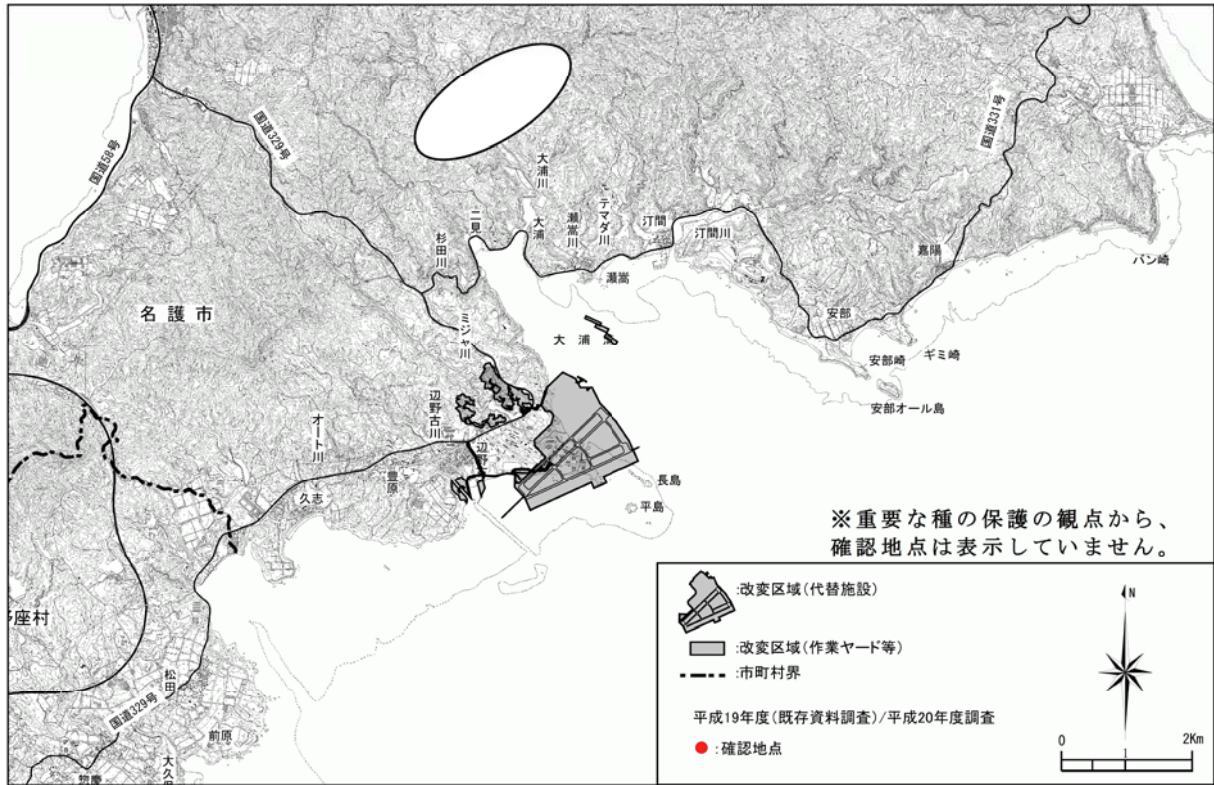 国道58号
国道329号
国道331号
大浦川
二見
大浦
瀬嵩川
テマダ川
汀間
汀間川
杉田川
瀬嵩
嘉陽
バン崎
名護市
ミジャ川
大浦
安部
安部崎
ギミ崎
安部オール島
辺野古川
辺野
オート川
豊原
久志
長島
平島
※重要な種の保護の観点から、
確認地点は表示していません。
座村
松田
国道329号
前原
惣慶
:改変区域(代替施設)
:改変区域(作業ヤード等)
:市町村界
平成19年度(既存資料調査)/平成20年度調査
:確認地点
N
0
1
2Km